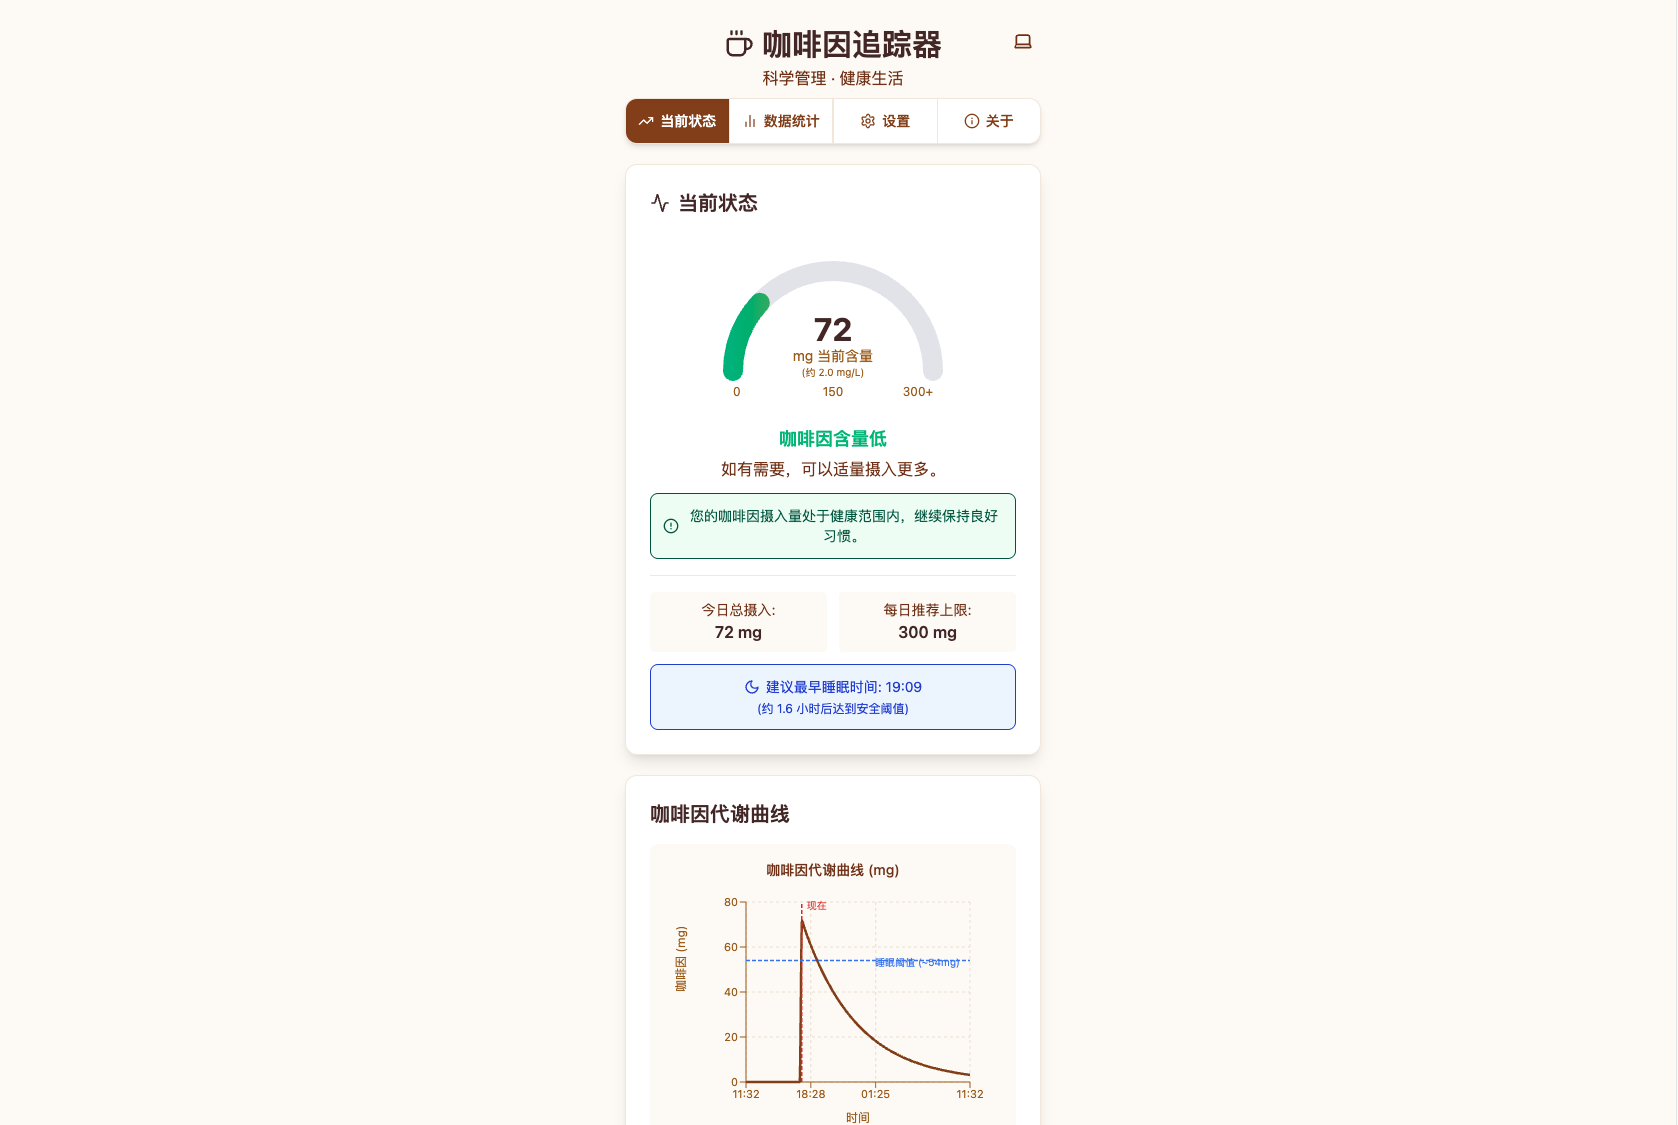 咖啡因追踪器
科学管理 · 健康生活
当前状态
数据统计
设置
关于
当前状态
72
mg 当前含量
(约 2.0 mg/L)
0
150
300+
咖啡因含量低
如有需要，可以适量摄入更多。
您的咖啡因摄入量处于健康范围内，继续保持良好
习惯。
今日总摄入:
72 mg
每日推荐上限:
300 mg
建议最早睡眠时间: 19:09
(约 1.6 小时后达到安全阈值)
咖啡因代谢曲线
咖啡因代谢曲线 (mg)
咖啡因 (mg)
80
60
40
20
0
现在
睡眠阈值 (~54mg)
11:32
18:28
01:25
11:32
时间